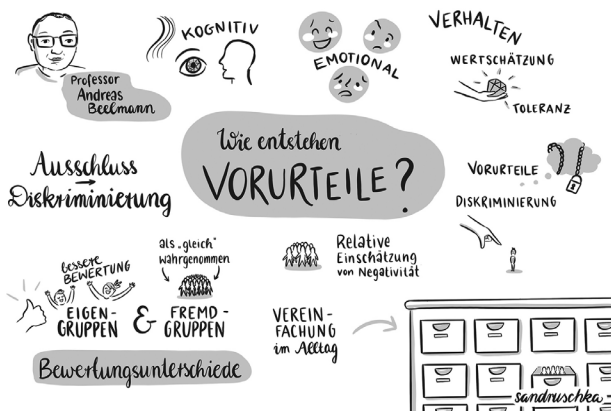 Professor
Andreas
Beelmann
KOGNITIV
EMOTIONAL
VERHALTEN
WERTSCHÄTZUNG
TOLERANZ
Wie entstehen
VORURTEILE?
Ausschluss
→
Diskriminierung
VORURTEILE
DISKRIMINIERUNG
bessere
BEWERTUNG
als „gleich"
wahrgenommen
EIGEN-
GRUPPEN
&
FREMD-
GRUPPEN
Bewertungsunterschiede
Relative
Einschätzung
von Negativität
VEREIN-
FACHUNG
im Alltag
sandruschka